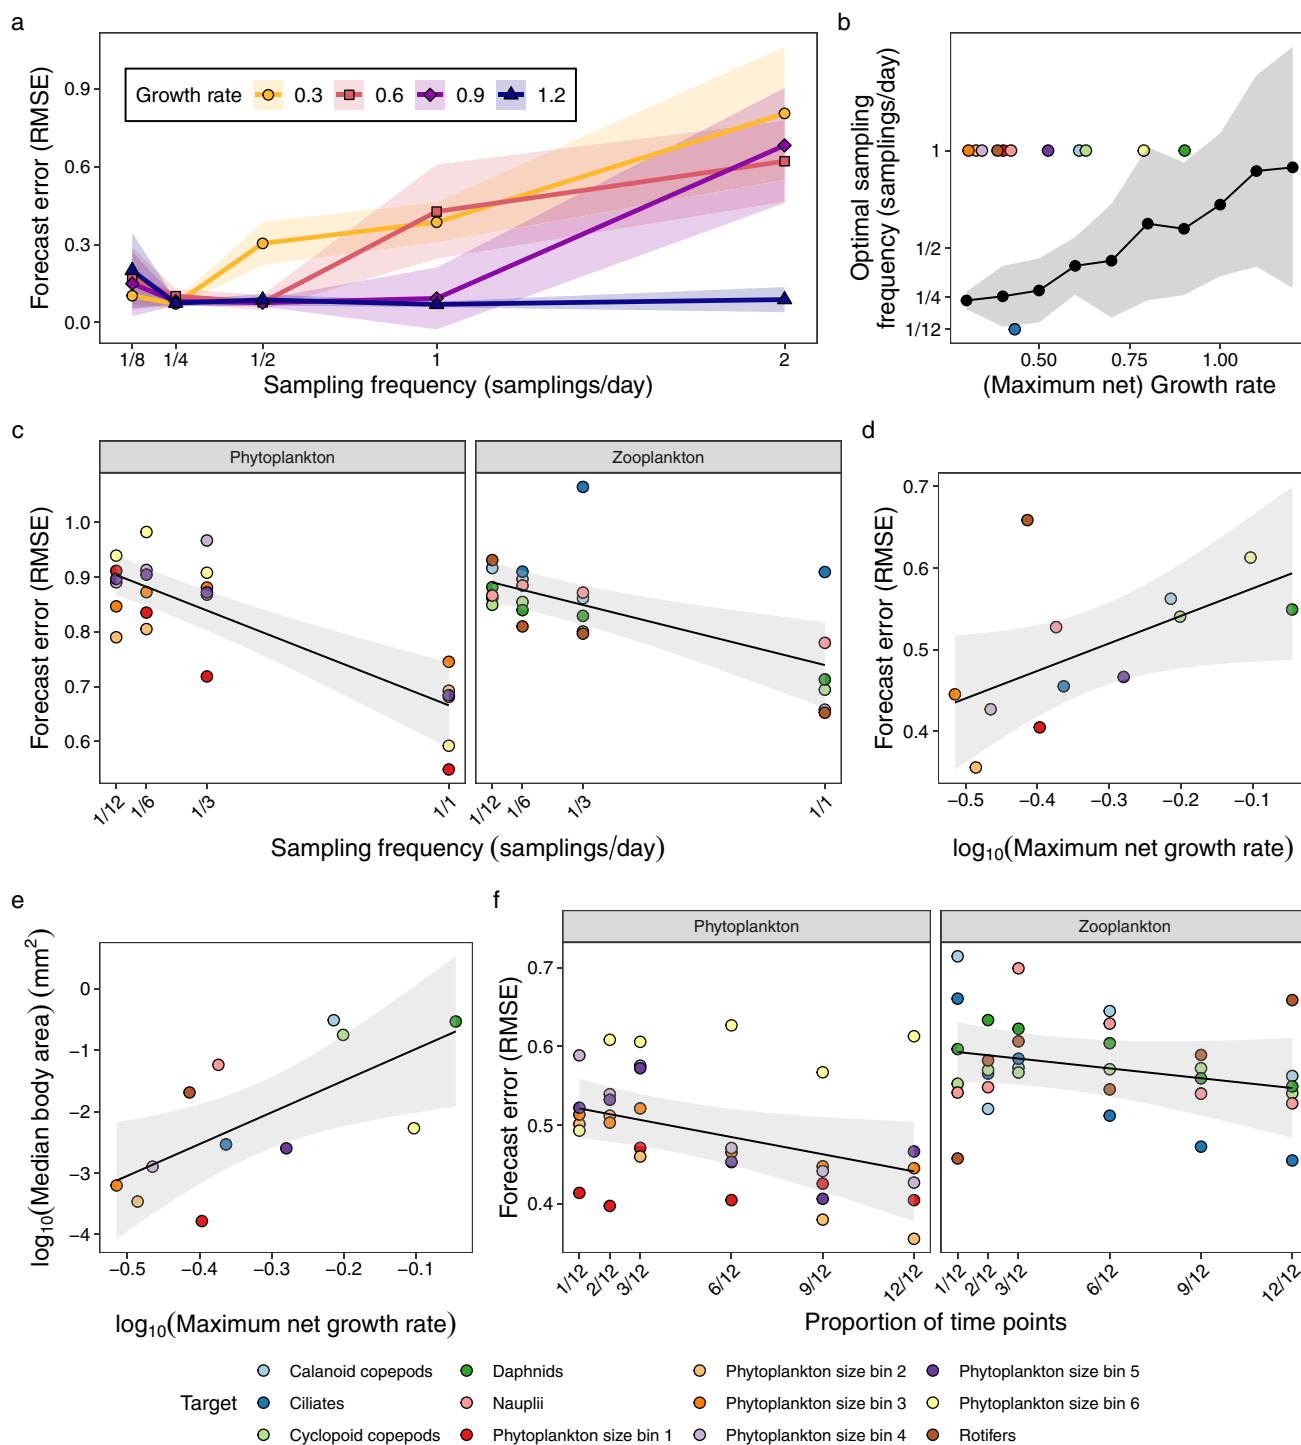 a
Forecast error (RMSE)
0.9
0.6
0.3
0.0
Growth rate 0.3 0.6 0.9 1.2
1/8 1/4 1/2 1 2
Sampling frequency (samplings/day)
b
Optimal sampling
frequency (samplings/day)
1
1/2
1/4
1/12
0.50 0.75 1.00
(Maximum net) Growth rate
c
Phytoplankton Zooplankton
Forecast error (RMSE)
1.0
0.9
0.8
0.7
0.6
1/12 1/6 1/3 1/1 1/12 1/6 1/3 1/1
Sampling frequency (samplings/day)
d
Forecast error (RMSE)
0.7
0.6
0.5
0.4
−0.5 −0.4 −0.3 −0.2 −0.1
log10(Maximum net growth rate)
e
log10(Median body area) (mm²)
0
−1
−2
−3
−4
−0.5 −0.4 −0.3 −0.2 −0.1
log10(Maximum net growth rate)
f
Phytoplankton Zooplankton
Forecast error (RMSE)
0.7
0.6
0.5
0.4
1/12 2/12 3/12 6/12 9/12 12/12 1/12 2/12 3/12 6/12 9/12 12/12
Proportion of time points
Target
Calanoid copepods Daphnids Phytoplankton size bin 2 Phytoplankton size bin 5
Ciliates Nauplii Phytoplankton size bin 3 Phytoplankton size bin 6
Cyclopoid copepods Phytoplankton size bin 1 Phytoplankton size bin 4 Rotifers